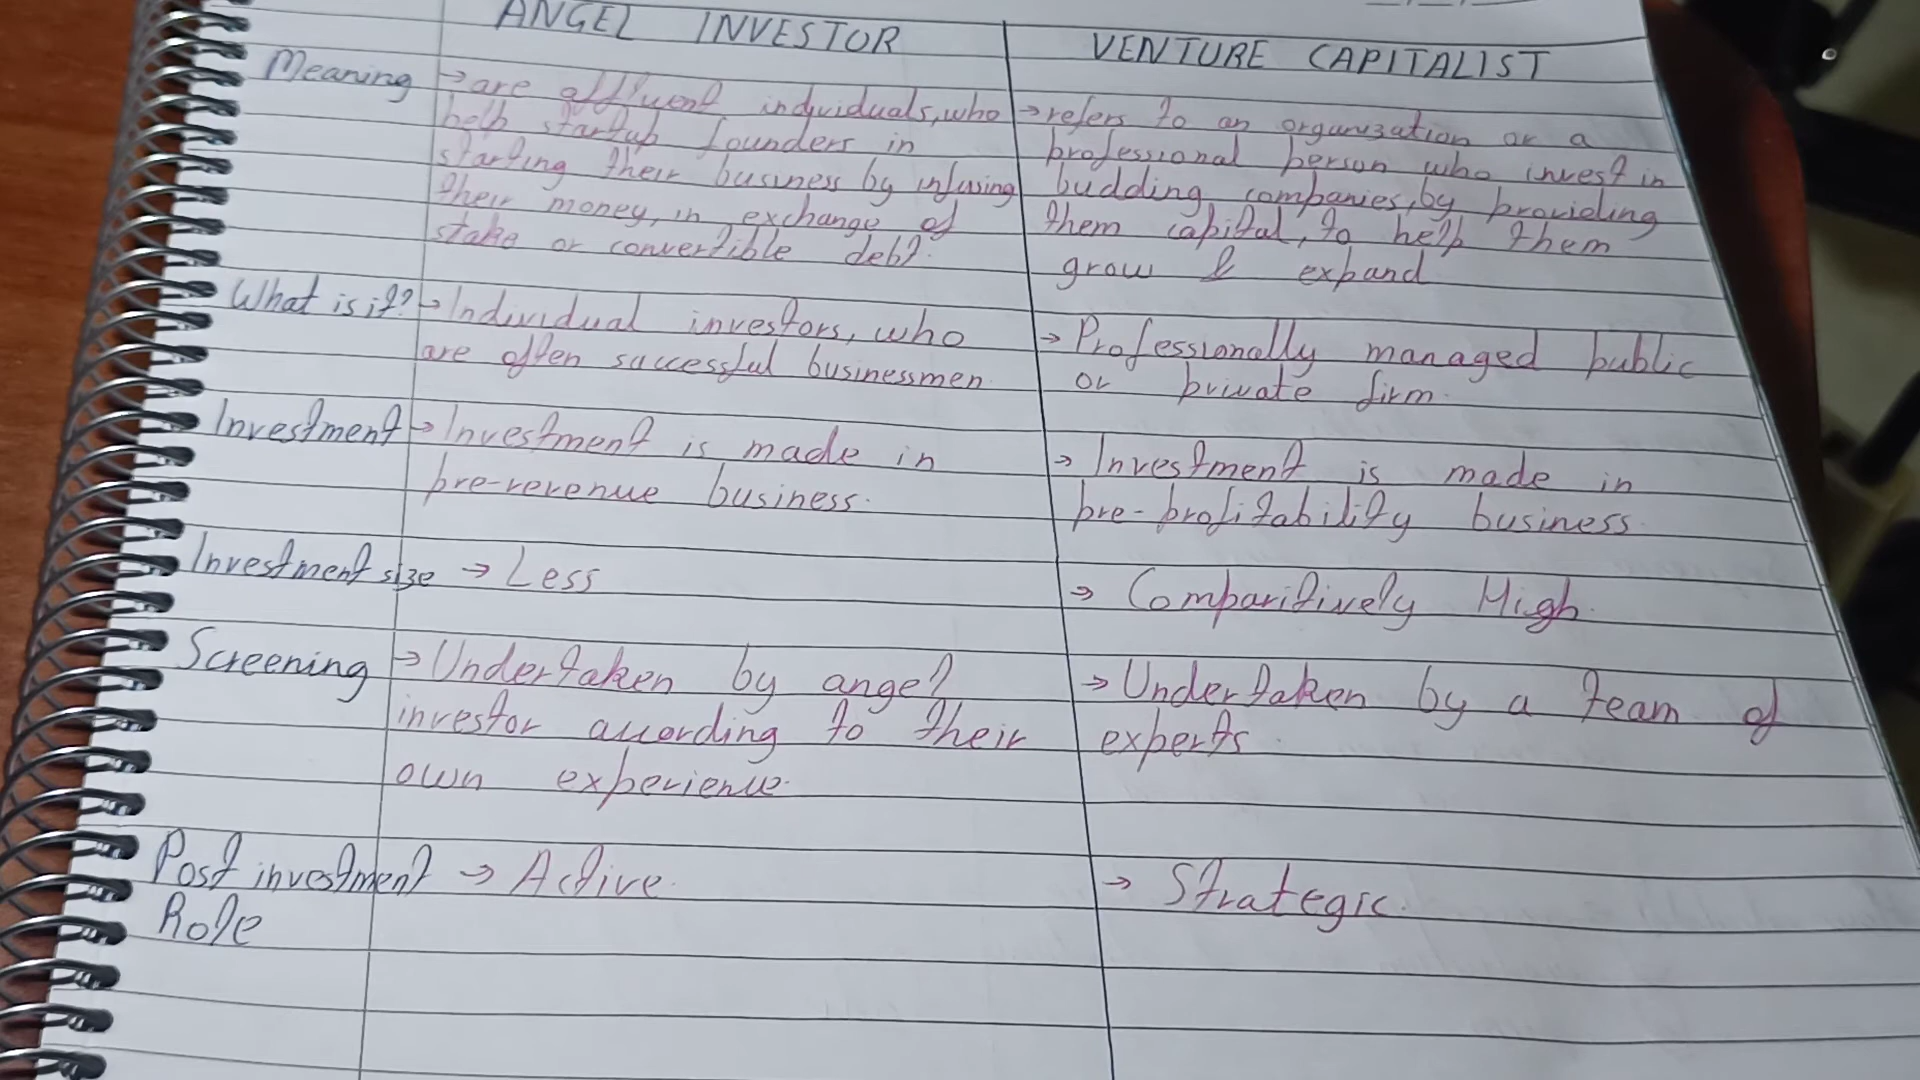 ANGEL INVESTOR VENTURE CAPITALIST
Meaning → are affluent individuals, who
help startup founders in
starting their business by infusing
their money, in exchange of
stake or convertible debt.
→ refers to an organization or a
professional person who invest in
budding companies, by providing
them capital, to help them
grow & expand
What is it? → Individual investors, who
are often successful businessmen
→ Professionally managed public
or private firm.
Investment → Investment is made in
pre-revenue business.
→ Investment is made in
pre-profitability business.
Investment size → Less
→ Comparitively High.
Screening → Undertaken by angel
investor according to their
own experience.
→ Undertaken by a team of
experts.
Post investment → Active.
Role
→ Strategic.